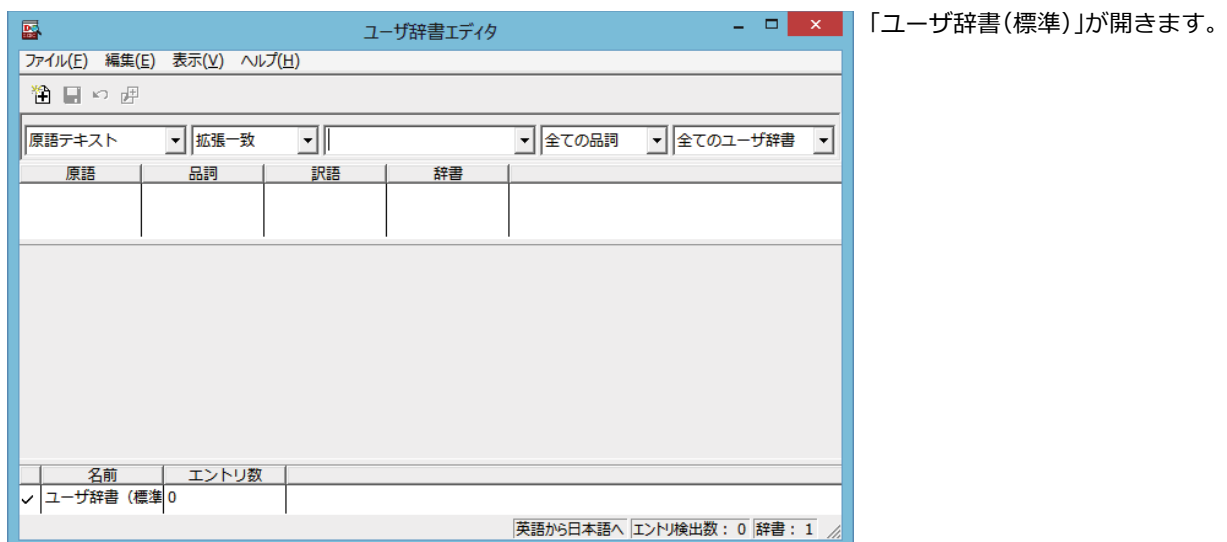 ユーザ辞書エディタ
「ユーザ辞書(標準)」が開きます。
ファイル(F) 編集(E) 表示(V) ヘルプ(H)
原語テキスト 拡張一致 全ての品詞 全てのユーザ辞書
原語 品詞 訳語 辞書
名前 エントリ数
ユーザ辞書（標準 0
英語から日本語へ エントリ検出数： 0 辞書： 1